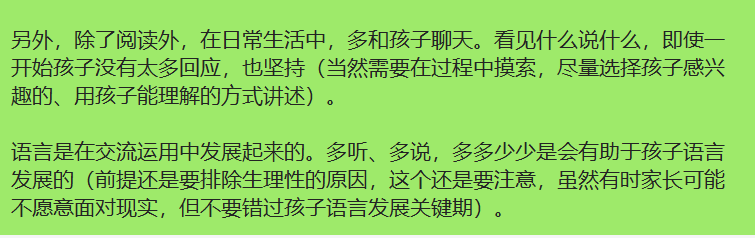 另外，除了阅读外，在日常生活中，多和孩子聊天。看见什么说什么，即使一
开始孩子没有太多回应，也坚持（当然需要在过程中摸索，尽量选择孩子感兴
趣的、用孩子能理解的方式讲述）。
语言是在交流运用中发展起来的。多听、多说，多多少少是会有助于孩子语言
发展的（前提还是要排除生理性的原因，这个还是要注意，虽然有时家长可能
不愿意面对现实，但不要错过孩子语言发展关键期）。